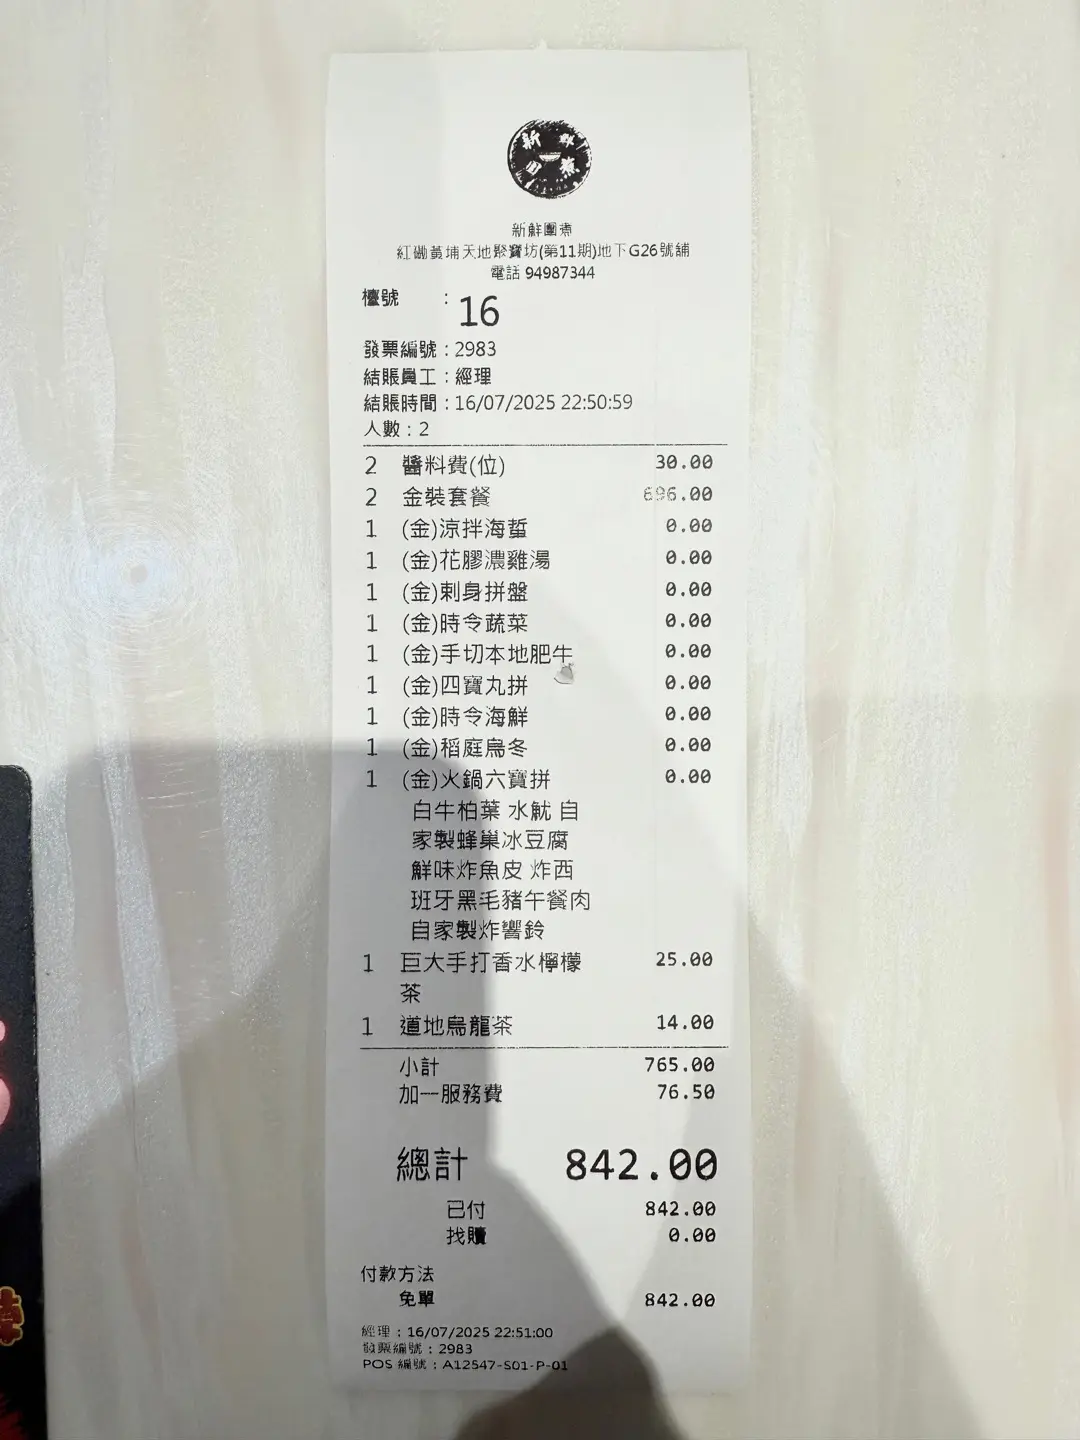 新鮮圍煮
紅磡黃埔天地聚寶坊(第11期)地下G26號舖
電話 94987344
檯號 : 16
發票編號 : 2983
結賬員工 : 經理
結賬時間 : 16/07/2025 22:50:59
人數 : 2
2 醬料費(位) 30.00
2 金裝套餐 696.00
1 (金)涼拌海蜇 0.00
1 (金)花膠濃雞湯 0.00
1 (金)刺身拼盤 0.00
1 (金)時令蔬菜 0.00
1 (金)手切本地肥牛 0.00
1 (金)四寶丸拼 0.00
1 (金)時令海鮮 0.00
1 (金)稻庭烏冬 0.00
1 (金)火鍋六寶拼 0.00
白牛柏葉 水魷 自
家製蜂巢冰豆腐
鮮味炸魚皮 炸西
班牙黑毛豬午餐肉
自家製炸響鈴
1 巨大手打香水檸檬 25.00
茶
1 道地烏龍茶 14.00
小計 765.00
加一服務費 76.50
總計 842.00
已付 842.00
找贖 0.00
付款方法
免單 842.00
經理 : 16/07/2025 22:51:00
發票編號 : 2983
POS 編號 : A12547-S01-P-01